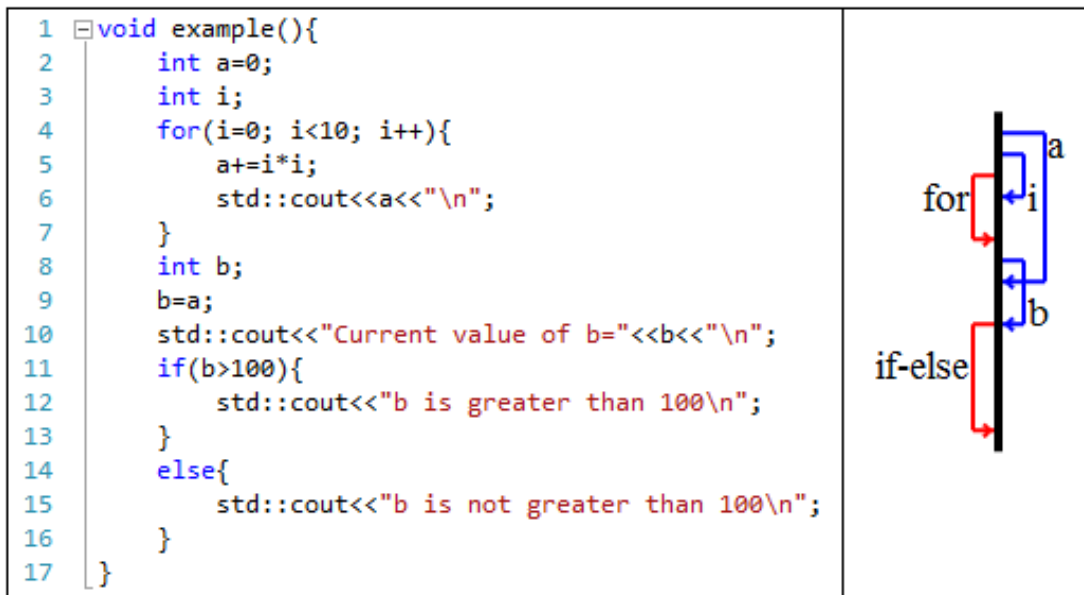 1 void example(){
2 int a=0;
3 int i;
4 for(i=0; i<10; i++){
5 a+=i*i;
6 std::cout<<a<<"\n";
7 }
8 int b;
9 b=a;
10 std::cout<<"Current value of b="<<b<<"\n";
11 if(b>100){
12 std::cout<<"b is greater than 100\n";
13 }
14 else{
15 std::cout<<"b is not greater than 100\n";
16 }
17 }
a
for
i
b
if-else